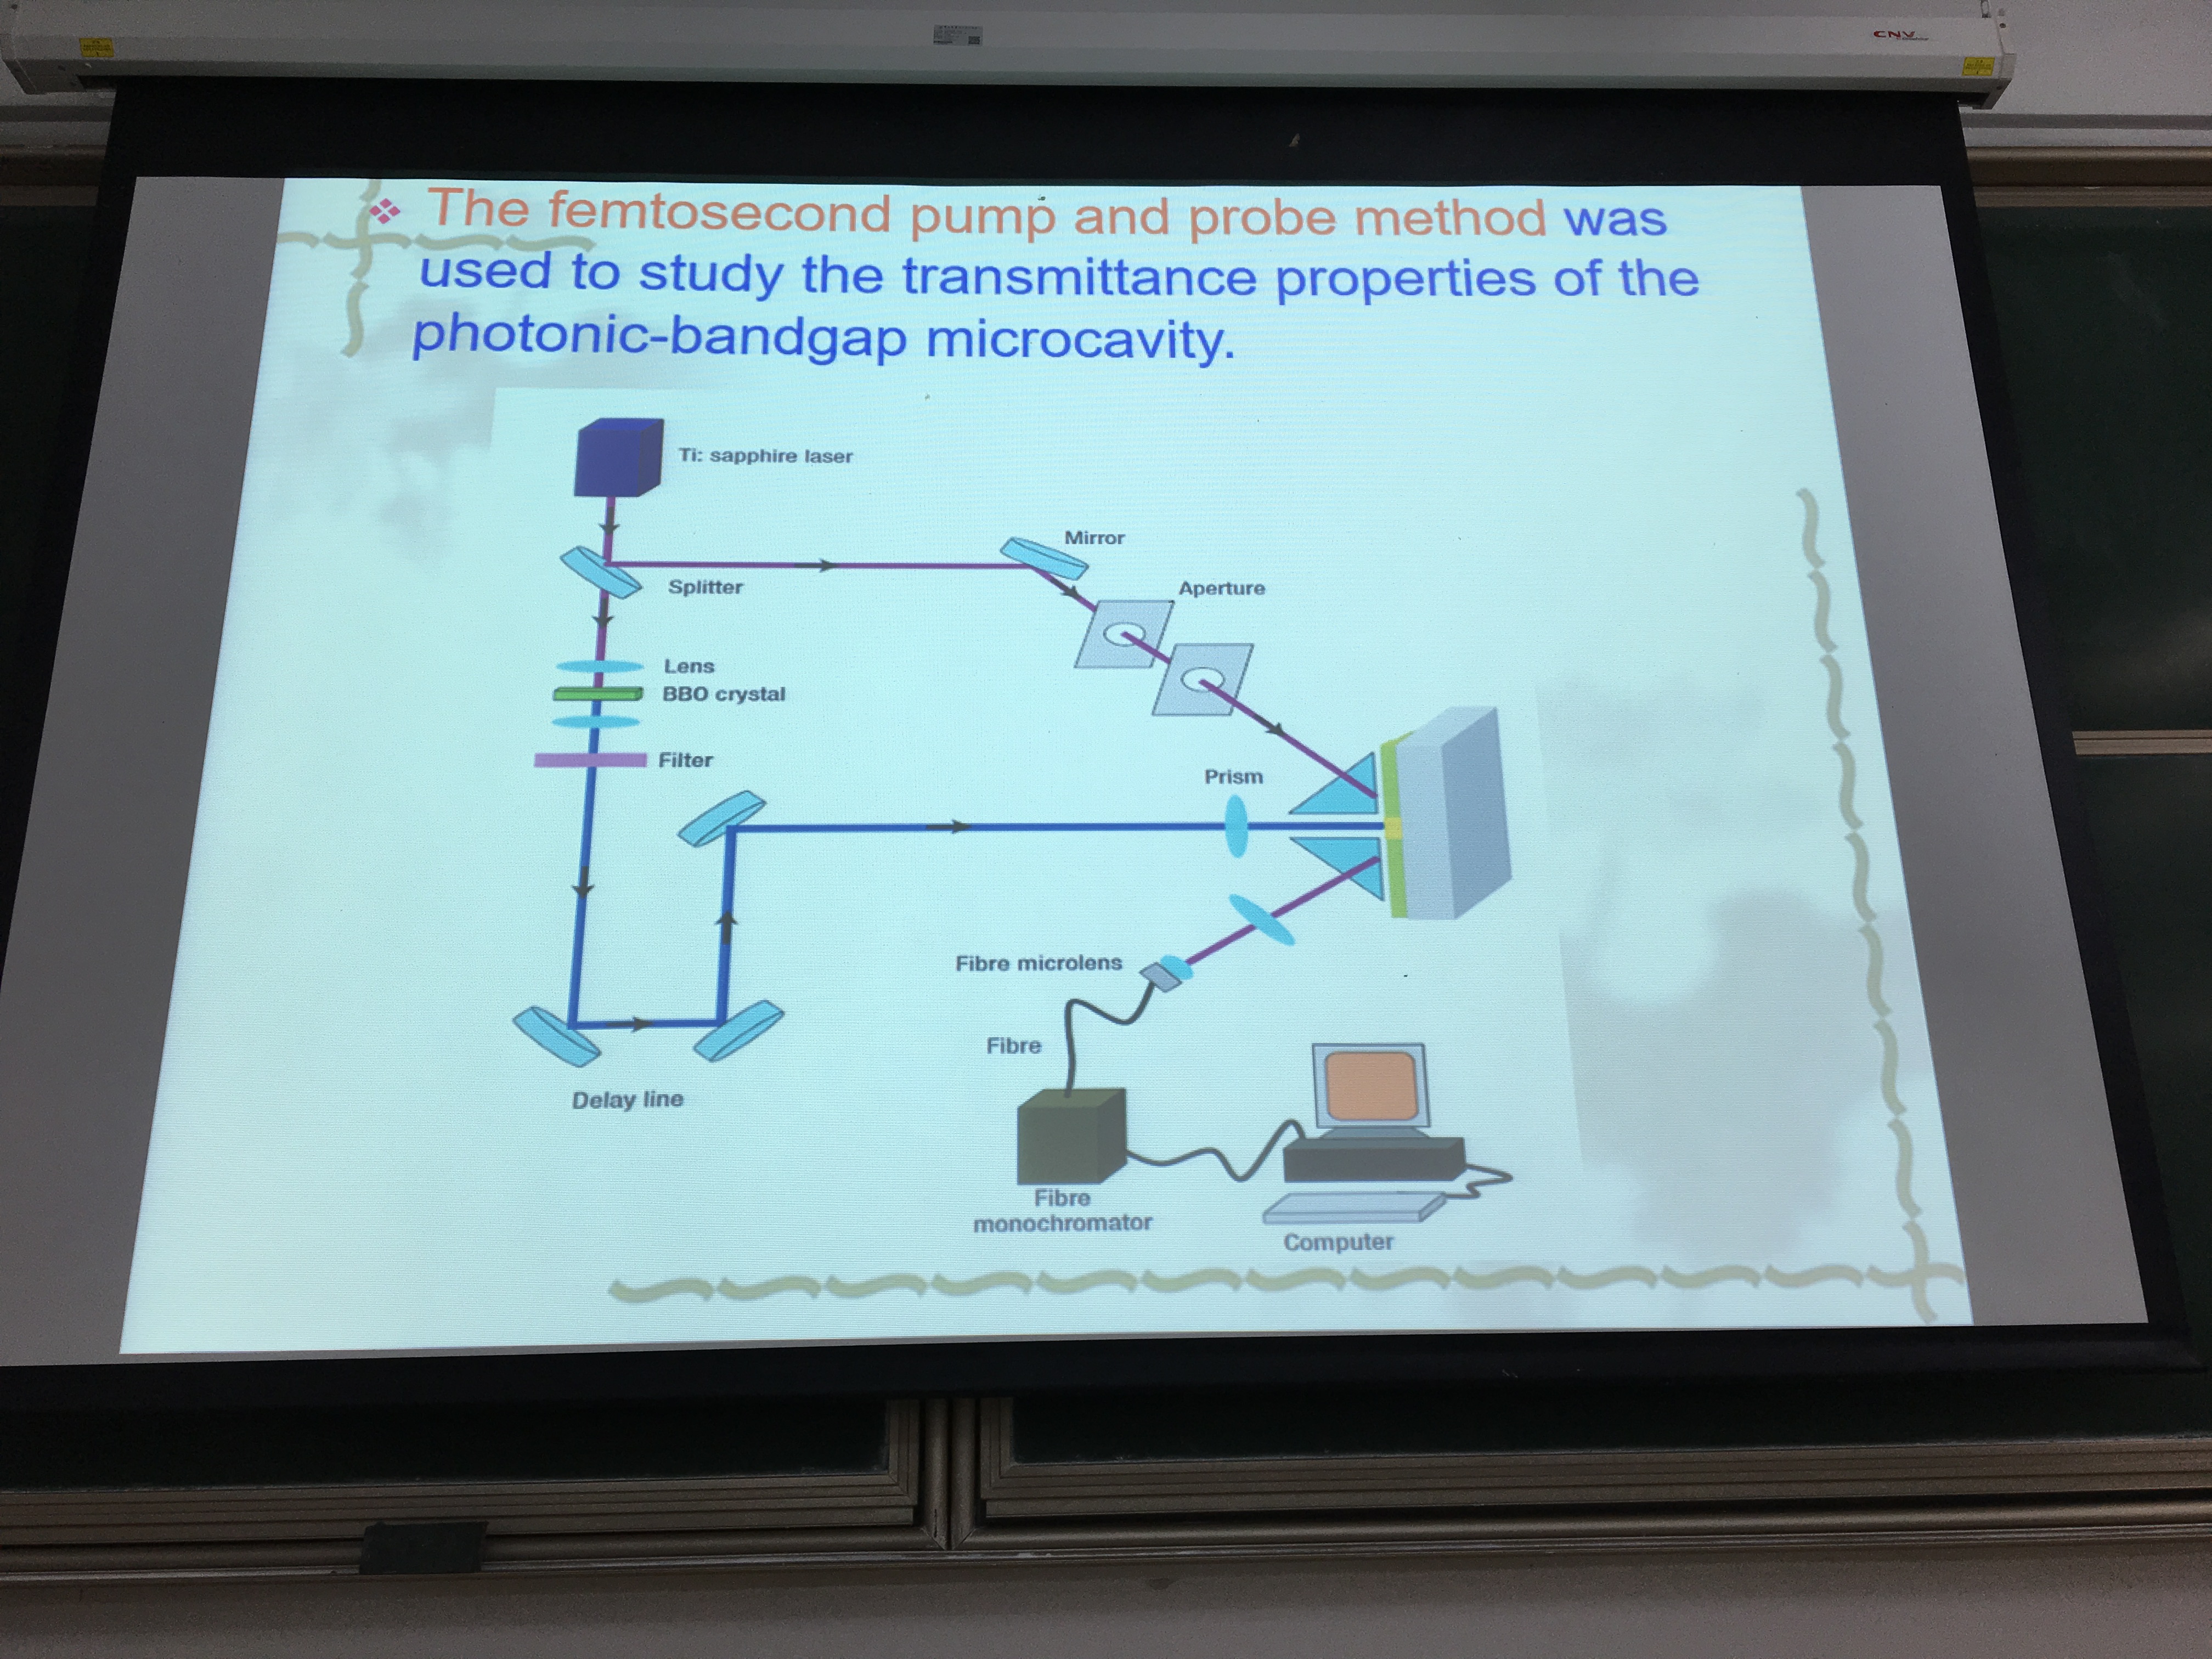 CNV
The femtosecond pump and probe method was
used to study the transmittance properties of the
photonic-bandgap microcavity.
Ti: sapphire laser
Mirror
Splitter
Aperture
Lens
BBO crystal
Filter
Prism
Fibre microlens
Fibre
Delay line
Fibre
monochromator
Computer